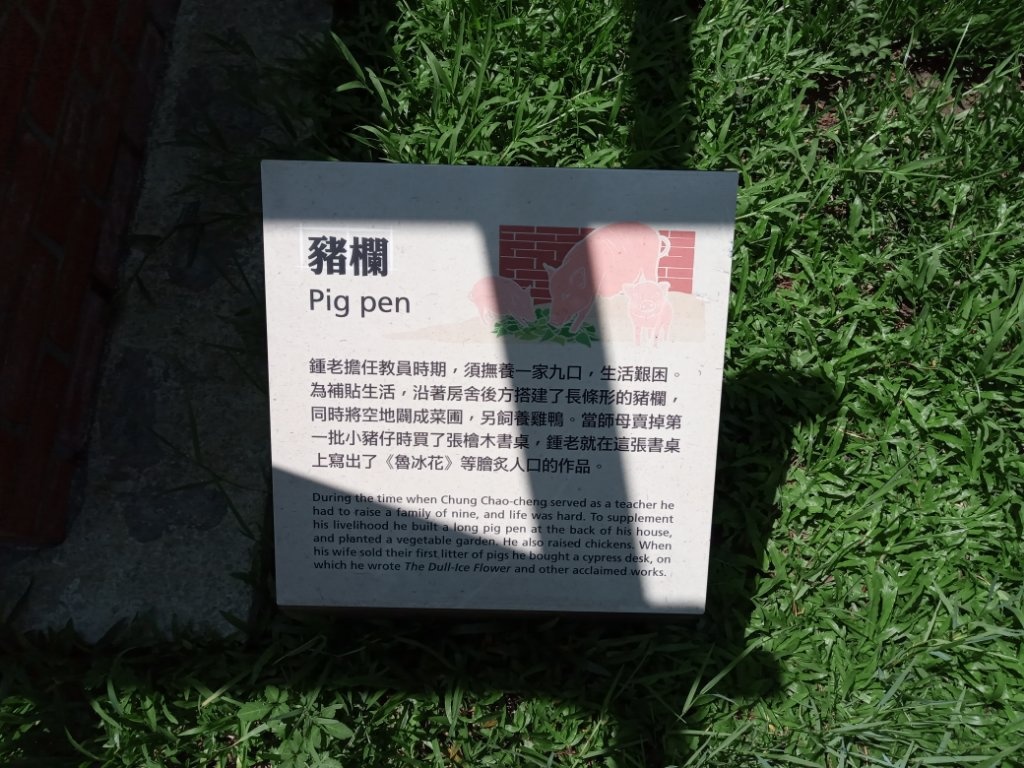 豬欄
Pig pen
鍾老擔任教員時期，須撫養一家九口，生活艱困。
為補貼生活，沿著房舍後方搭建了長條形的豬欄，
同時將空地闢成菜圃，另飼養雞鴨。當師母賣掉第
一批小豬仔時買了張檜木書桌，鍾老就在這張書桌
上寫出了《魯冰花》等膾炙人口的作品。
During the time when Chung Chao-cheng served as a teacher he
had to raise a family of nine, and life was hard. To supplement
his livelihood he built a long pig pen at the back of his house,
and planted a vegetable garden. He also raised chickens. When
his wife sold their first litter of pigs he bought a cypress desk, on
which he wrote The Dull-Ice Flower and other acclaimed works.